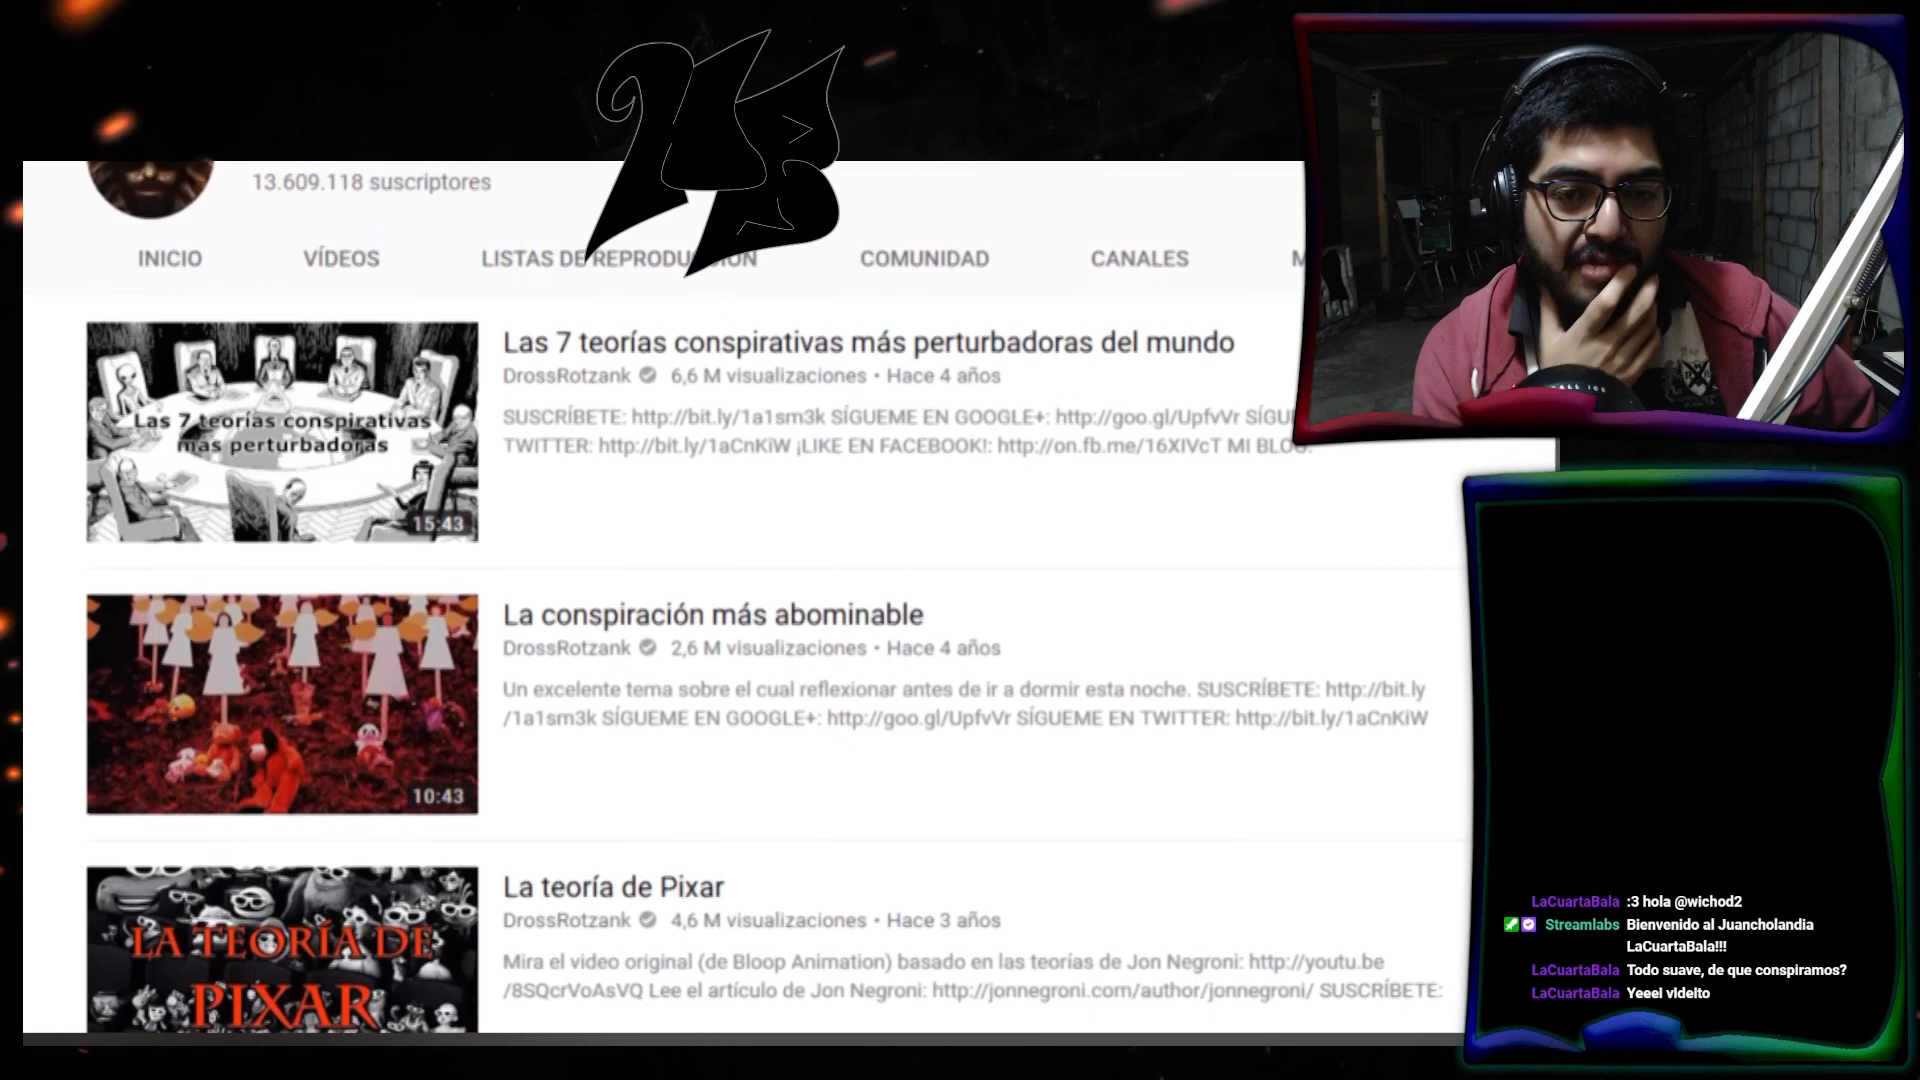 13.609.118 suscriptores
INICIO VÍDEOS LISTAS DE REPRODUCCIÓN COMUNIDAD CANALES M
Las 7 teorías conspirativas
más perturbadoras
15:43
Las 7 teorías conspirativas más perturbadoras del mundo
DrossRotzank 6,6 M visualizaciones • Hace 4 años
SUSCRÍBETE: http://bit.ly/1a1sm3k SÍGUEME EN GOOGLE+: http://goo.gl/UpfvVr SÍGU
TWITTER: http://bit.ly/1aCnKiW ¡LIKE EN FACEBOOK!: http://on.fb.me/16XIVcT MI BLOG:
10:43
La conspiración más abominable
DrossRotzank 2,6 M visualizaciones • Hace 4 años
Un excelente tema sobre el cual reflexionar antes de ir a dormir esta noche. SUSCRÍBETE: http://bit.ly
/1a1sm3k SÍGUEME EN GOOGLE+: http://goo.gl/UpfvVr SÍGUEME EN TWITTER: http://bit.ly/1aCnKiW
LA TEORÍA DE
PIXAR
La teoría de Pixar
DrossRotzank 4,6 M visualizaciones • Hace 3 años
Mira el video original (de Bloop Animation) basado en las teorías de Jon Negroni: http://youtu.be
/8SQcrVoAsVQ Lee el artículo de Jon Negroni: http://jonnegroni.com/author/jonnegroni/ SUSCRÍBETE:
LaCuartaBala :3 hola @wichod2
Streamlabs Bienvenido al Juancholandia
LaCuartaBala!!!
LaCuartaBala Todo suave, de que conspiramos?
LaCuartaBala Yeeei videito